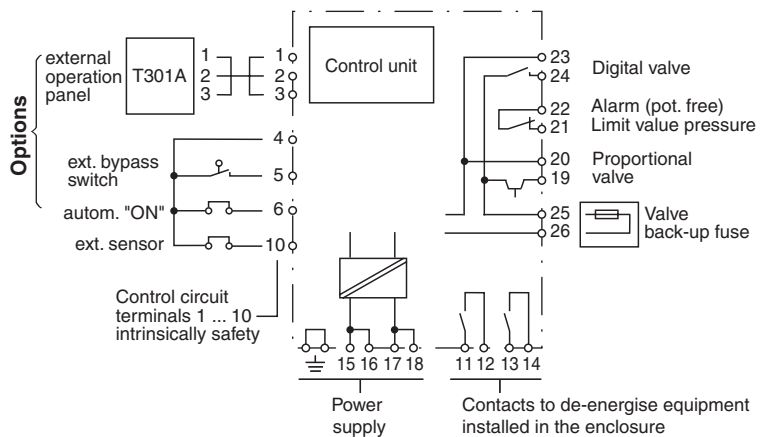 Options
external
operation
panel
T301A
1
2
3
1
2
3
Control unit
4
ext. bypass
switch
5
autom. "ON"
6
ext. sensor
10
Control circuit
terminals 1 ... 10
intrinsically safety
23
24
Digital valve
22
21
Alarm (pot. free)
Limit value pressure
20
19
Proportional
valve
25
26
Valve
back-up fuse
15 16 17 18
11 12 13 14
Power
supply
Contacts to de-energise equipment
installed in the enclosure